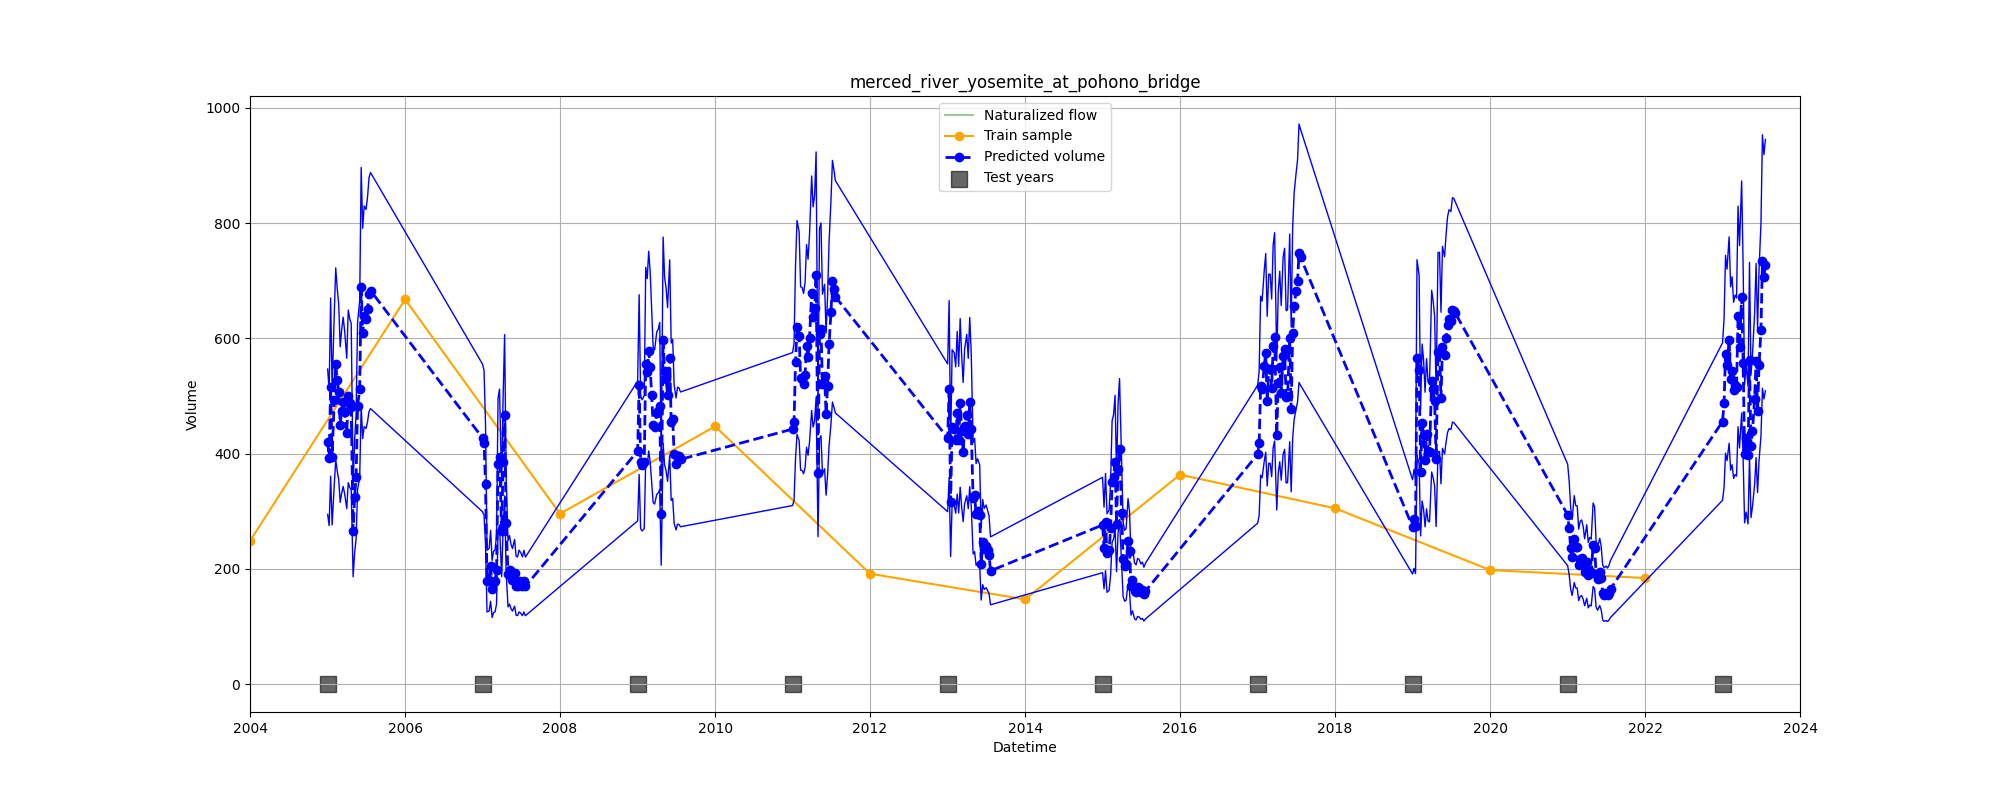 merced_river_yosemite_at_pohono_bridge
Naturalized flow
Train sample
Predicted volume
Test years
1000
800
600
400
200
0
Volume
2004 2006 2008 2010 2012 2014 2016 2018 2020 2022 2024
Datetime